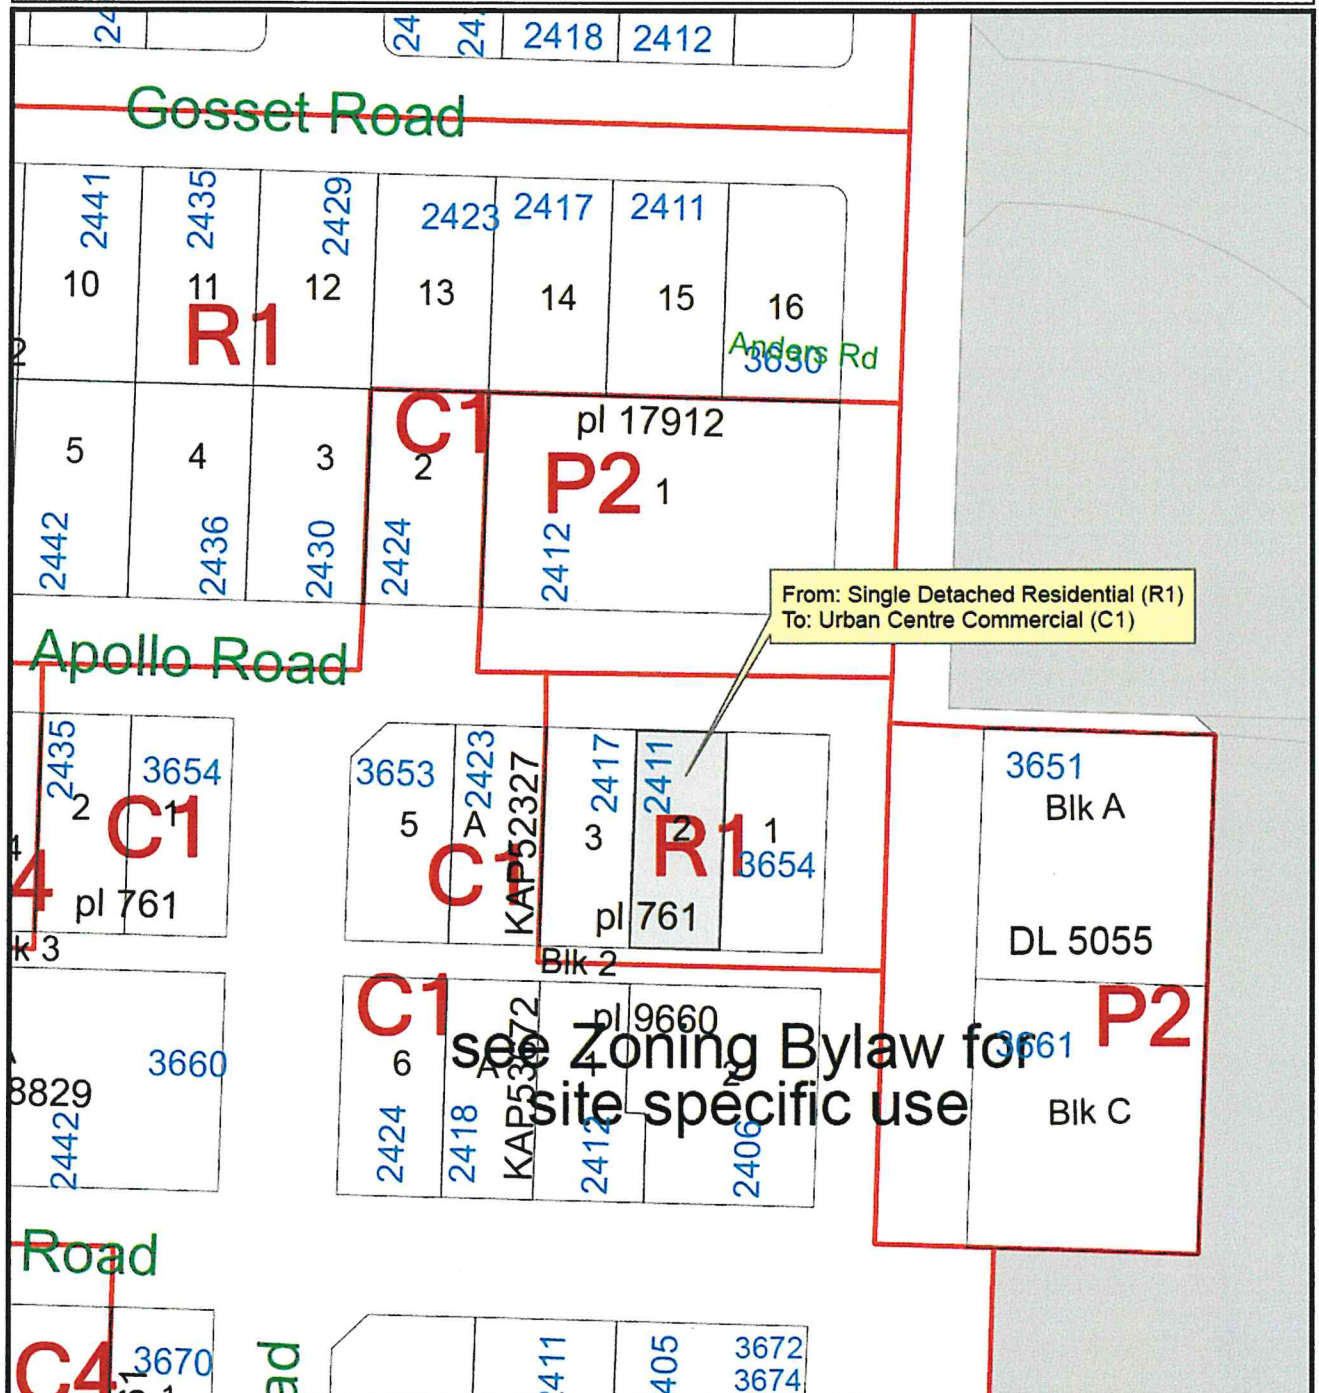 2418
2412
Gosset Road
2441
2435
2429
2423
2417
2411
10
11
12
13
14
15
16
R1
Anders Rd
3630
C1
pl 17912
5
4
3
2
P2
1
2442
2436
2430
2424
2412
From: Single Detached Residential (R1)
To: Urban Centre Commercial (C1)
Apollo Road
2435
3654
2
1
C1
pl 761
3653
2423
5
A
C1
KAP52327
2417
2411
3
2
1
R1
3654
pl 761
3651
Blk A
DL 5055
Blk 2
C1
pl 9660
P2
see Zoning Bylaw for
site specific use
3660
6
A
1
2
3661
8829
2442
2424
2418
2412
2406
Blk C
Road
C4
3670
1
2411
3672
3674